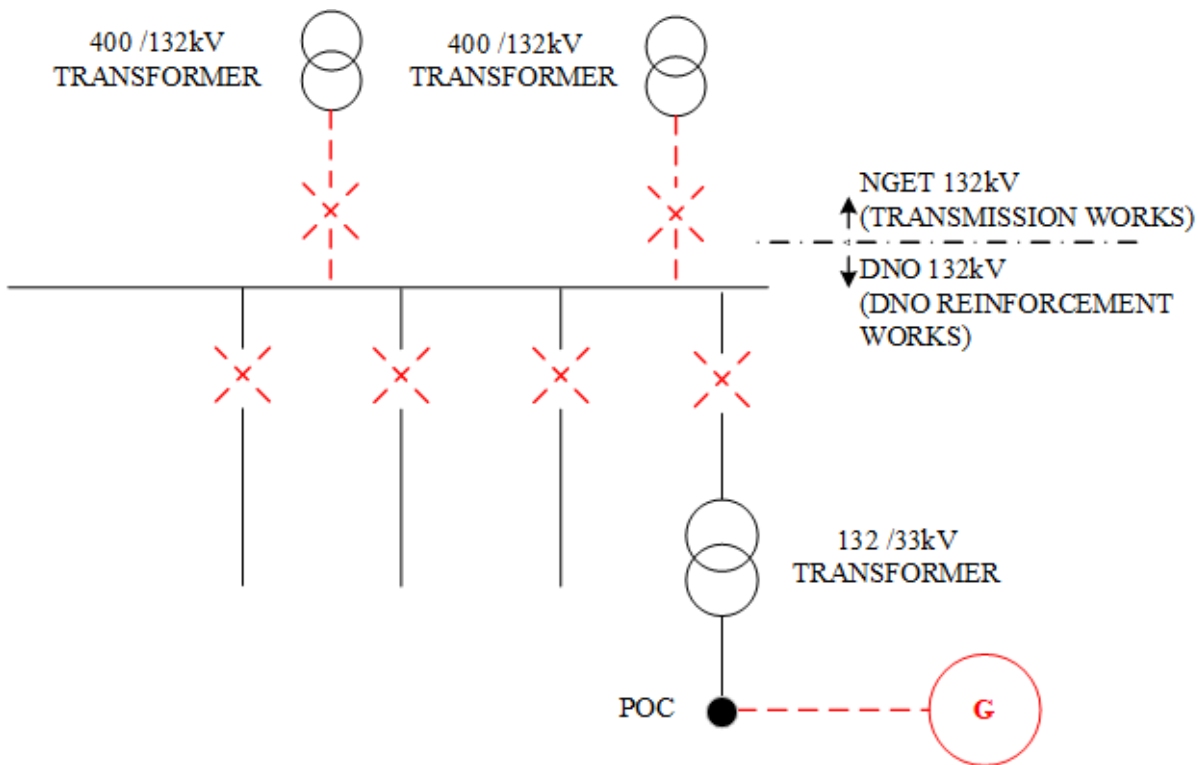 400 /132kV
TRANSFORMER
400 /132kV
TRANSFORMER
NGET 132kV
(TRANSMISSION WORKS)
DNO 132kV
(DNO REINFORCEMENT
WORKS)
132 /33kV
TRANSFORMER
POC
G